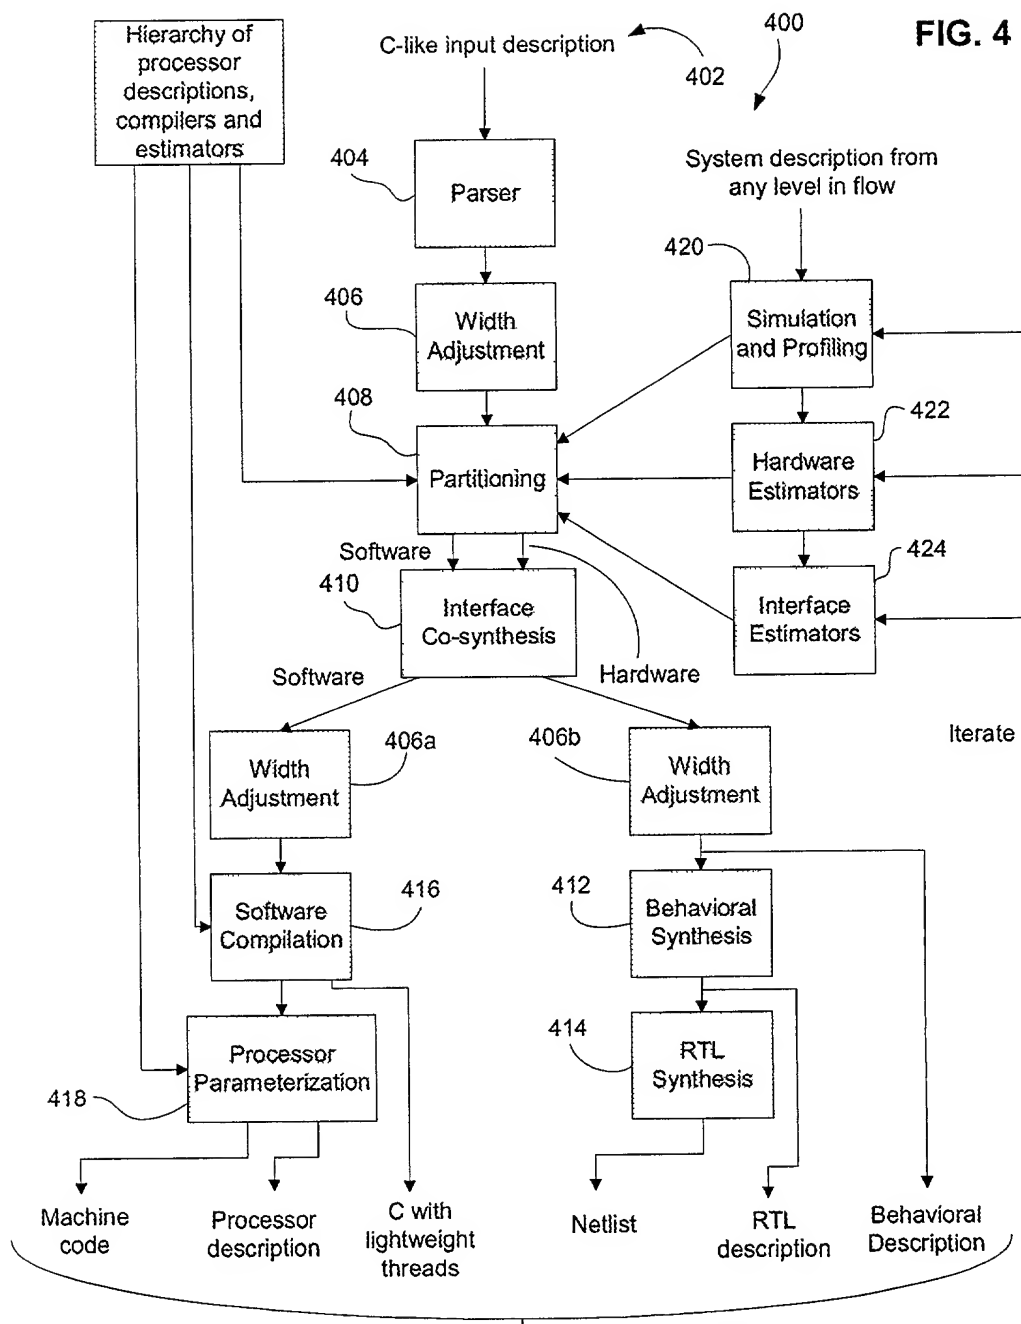 FIG. 4
400
Hierarchy of
processor
descriptions,
compilers and
estimators
C-like input description
402
404
Parser
System description from
any level in flow
420
406
Width
Adjustment
Simulation
and Profiling
408
Partitioning
422
Hardware
Estimators
Software
410
Interface
Co-synthesis
424
Interface
Estimators
Software
Hardware
406a
Width
Adjustment
406b
Width
Adjustment
Iterate
Software
Compilation
416
412
Behavioral
Synthesis
Processor
Parameterization
418
414
RTL
Synthesis
Machine
code
Processor
description
C with
lightweight
threads
Netlist
RTL
description
Behavioral
Description